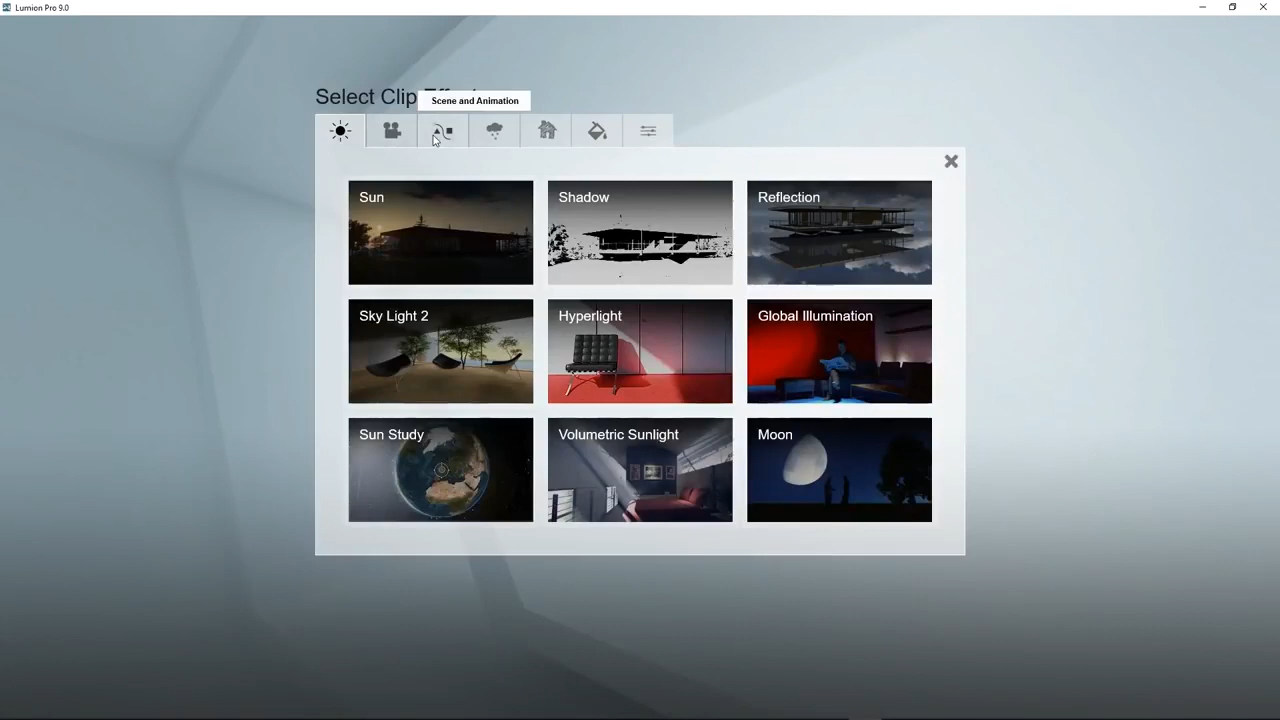 Lumion Pro 9.0
Select Clip
Scene and Animation
Sun
Shadow
Reflection
Sky Light 2
Hyperlight
Global Illumination
Sun Study
Volumetric Sunlight
Moon